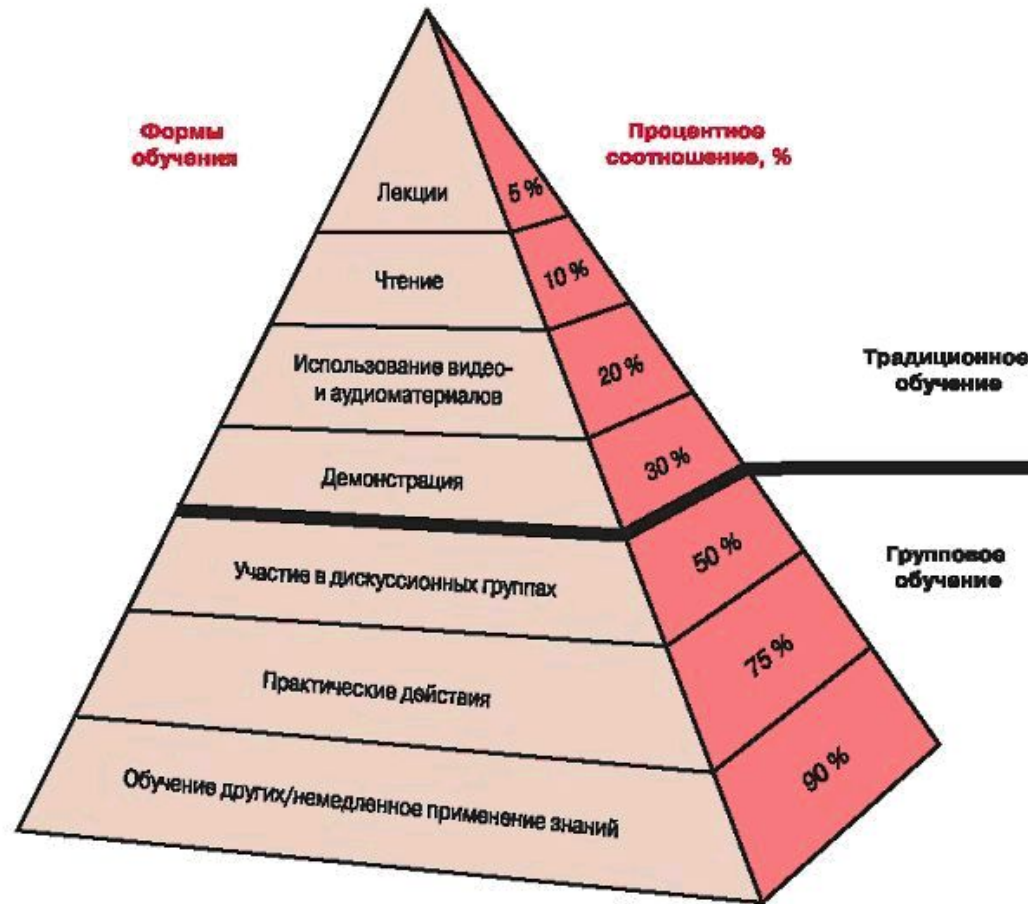 Формы
обучения
Процентное
соотношение, %
Лекции
5 %
Чтение
10 %
Использование видео-
и аудиоматериалов
20 %
Традиционное
обучение
Демонстрация
30 %
Участие в дискуссионных группах
50 %
Групповое
обучение
Практические действия
75 %
Обучение других/немедленное применение знаний
90 %